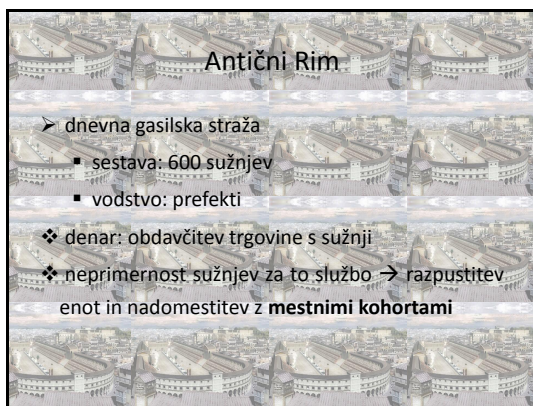 Antični Rim
➢ dnevna gasilska straža
▪ sestava: 600 sužnjev
▪ vodstvo: prefekti
❖ denar: obdavčitev trgovine s sužnji
❖ neprimernost sužnjev za to službo → razpustitev
enot in nadomestitev z mestnimi kohortami